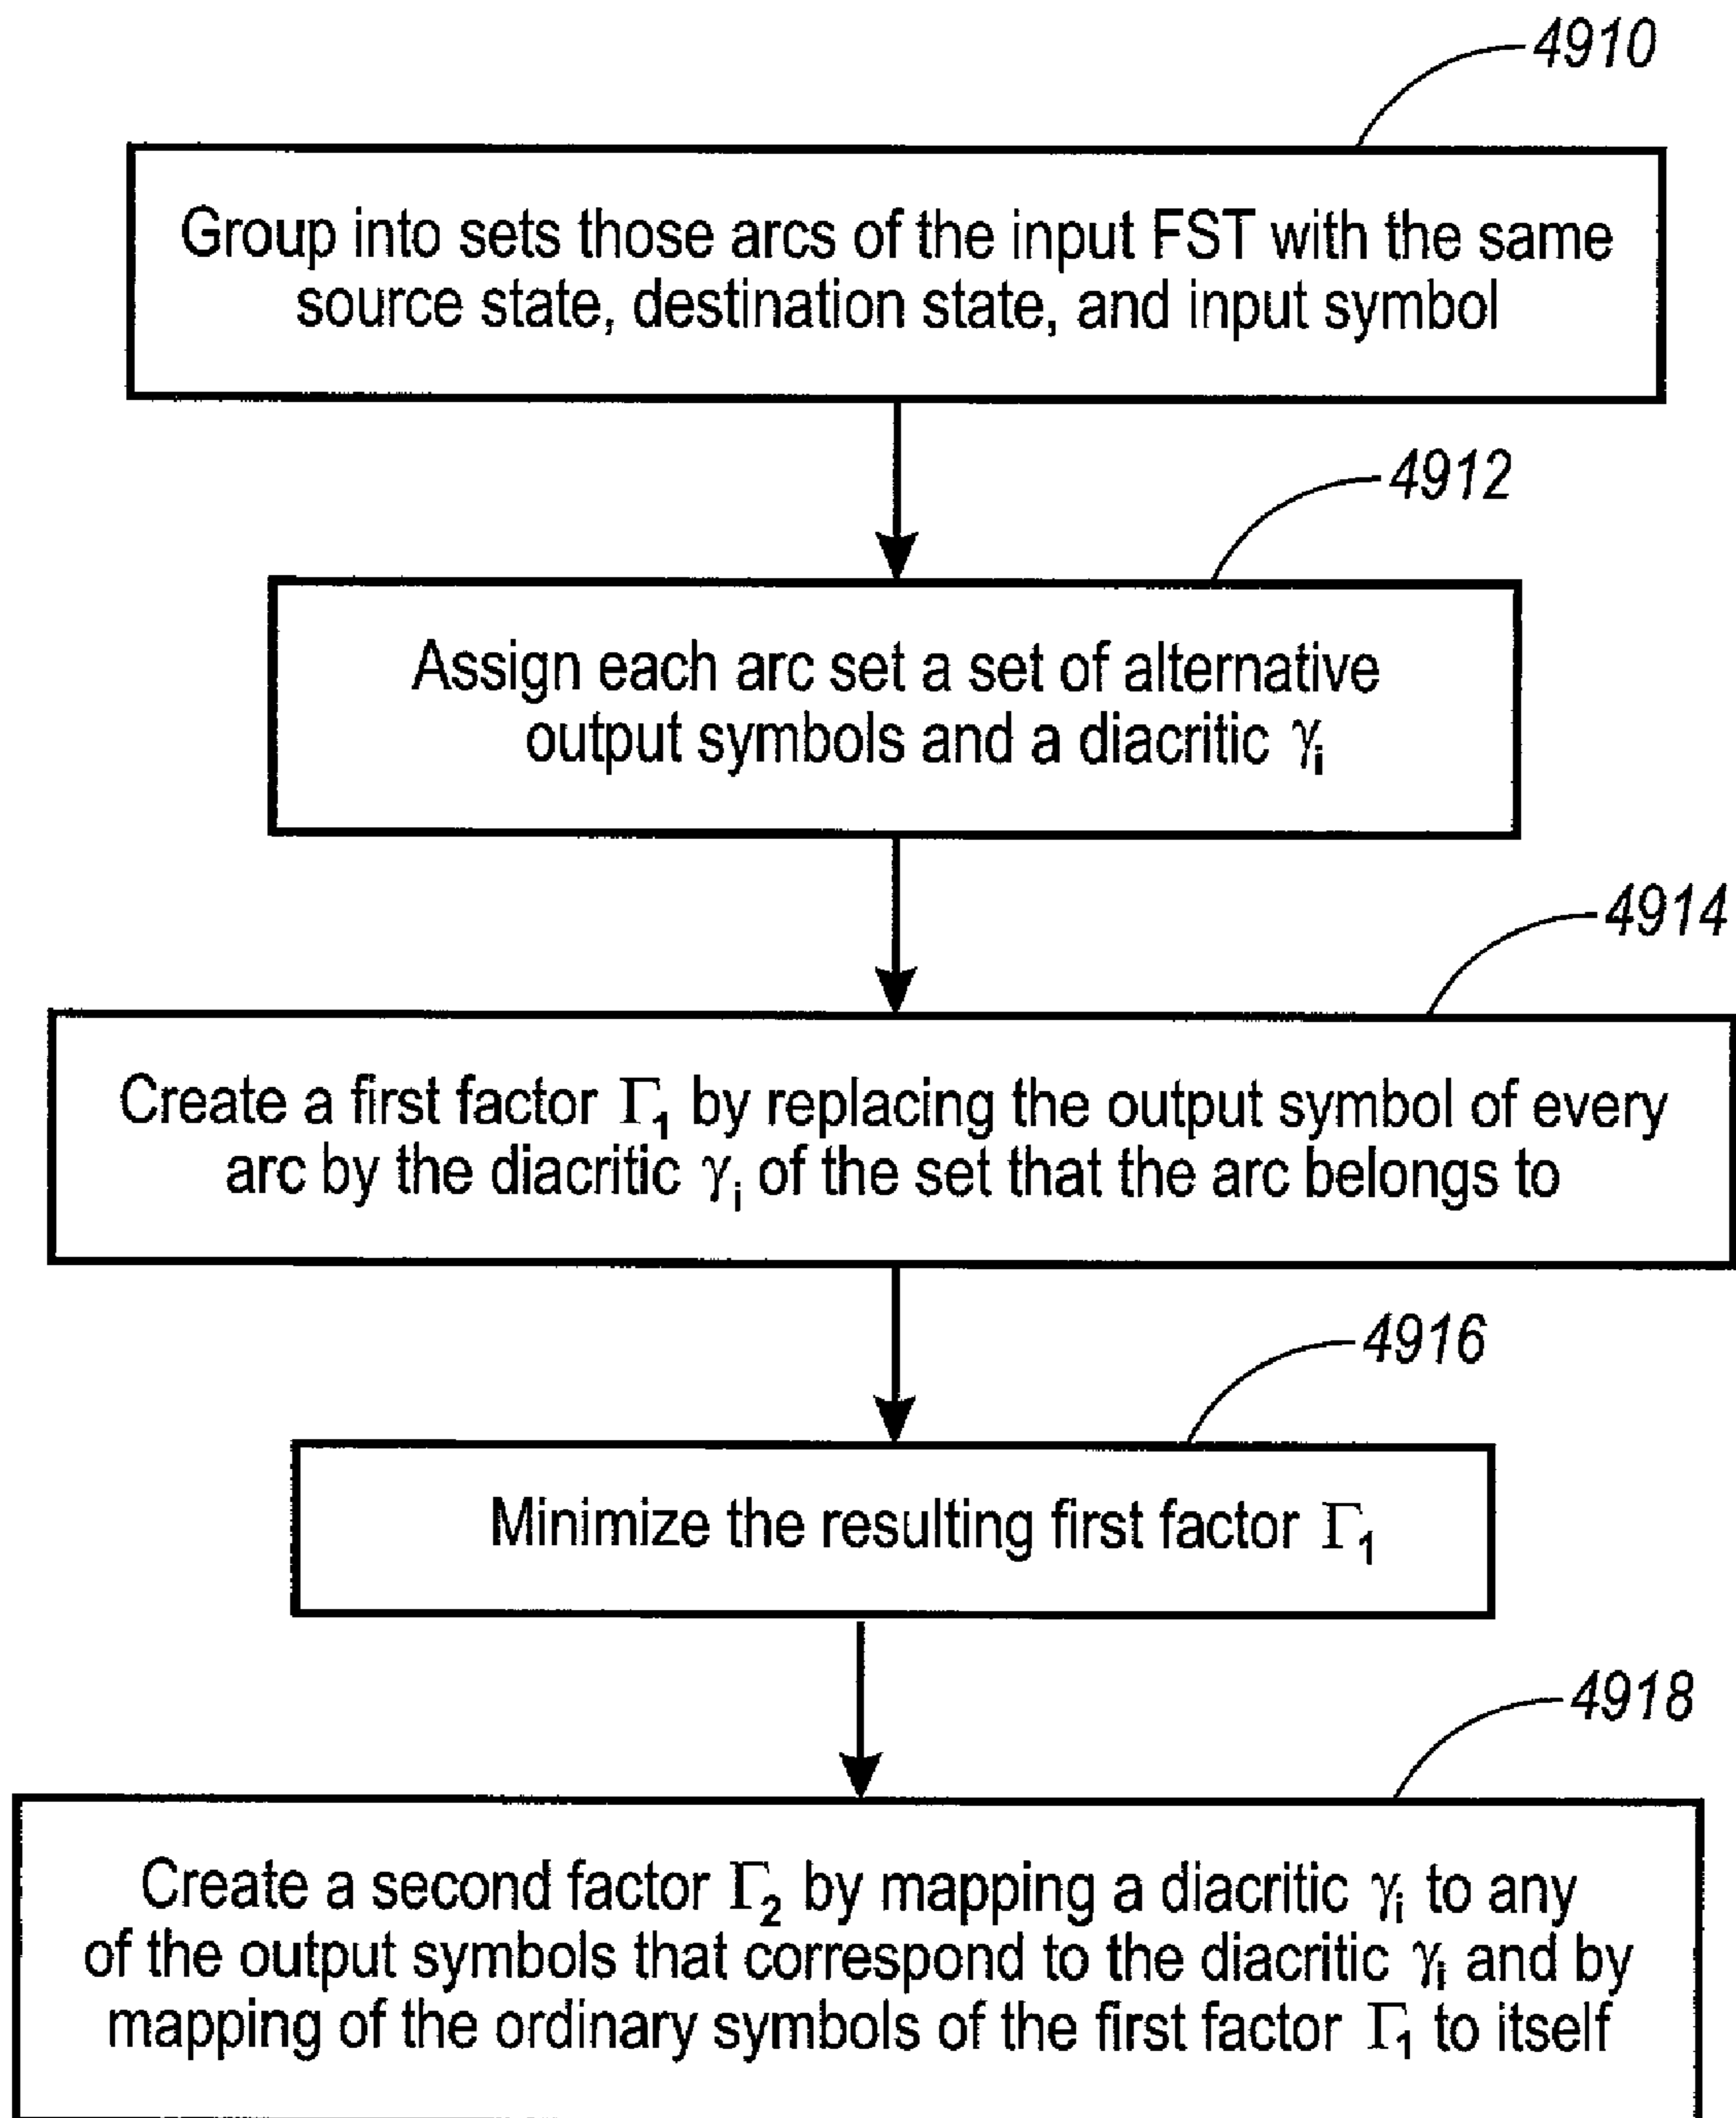 4910
Group into sets those arcs of the input FST with the same
source state, destination state, and input symbol
4912
Assign each arc set a set of alternative
output symbols and a diacritic γi
4914
Create a first factor Γ1 by replacing the output symbol of every
arc by the diacritic γi of the set that the arc belongs to
4916
Minimize the resulting first factor Γ1
4918
Create a second factor Γ2 by mapping a diacritic γi to any
of the output symbols that correspond to the diacritic γi and by
mapping of the ordinary symbols of the first factor Γ1 to itself